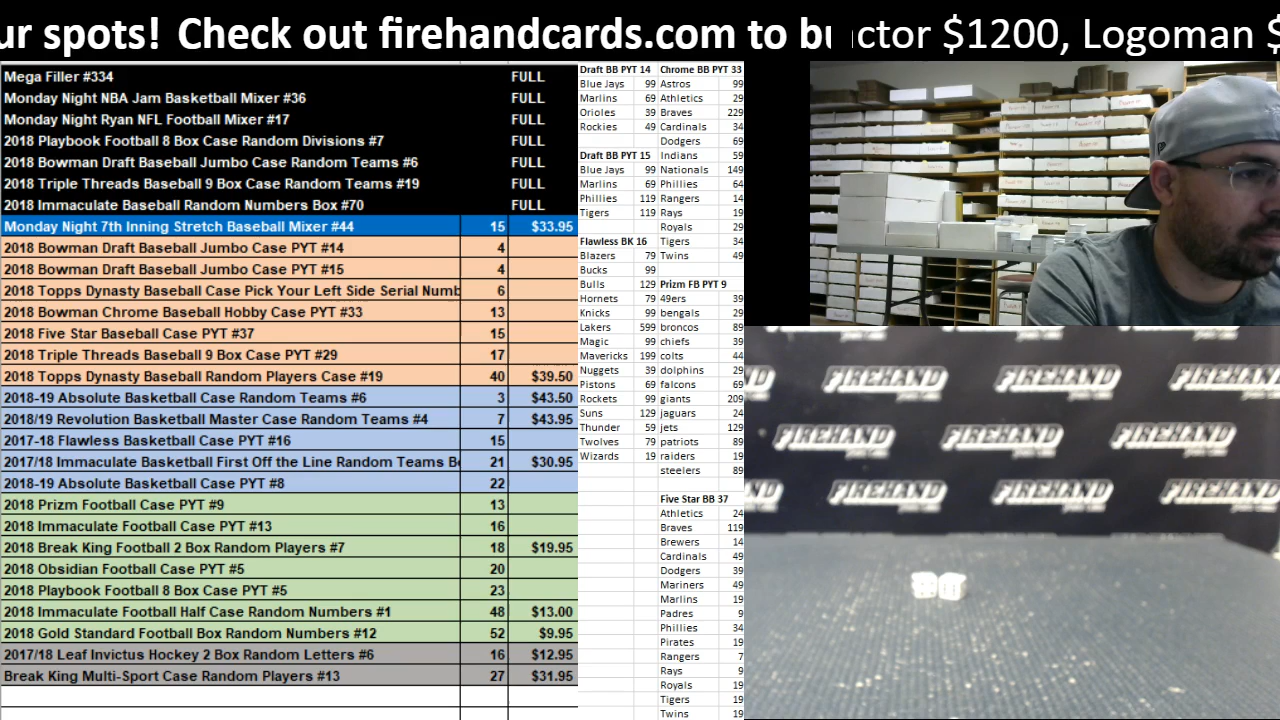 ur spots! Check out firehandcards.com to bu
ctor $1200, Logoman $
Mega Filler #334 FULL
Monday Night NBA Jam Basketball Mixer #36 FULL
Monday Night Ryan NFL Football Mixer #17 FULL
2018 Playbook Football 8 Box Case Random Divisions #7 FULL
2018 Bowman Draft Baseball Jumbo Case Random Teams #6 FULL
2018 Triple Threads Baseball 9 Box Case Random Teams #19 FULL
2018 Immaculate Baseball Random Numbers Box #70 FULL
Monday Night 7th Inning Stretch Baseball Mixer #44 15 $33.95
2018 Bowman Draft Baseball Jumbo Case PYT #14 4
2018 Bowman Draft Baseball Jumbo Case PYT #15 4
2018 Topps Dynasty Baseball Case Pick Your Left Side Serial Numb 6
2018 Bowman Chrome Baseball Hobby Case PYT #33 13
2018 Five Star Baseball Case PYT #37 15
2018 Triple Threads Baseball 9 Box Case PYT #29 17
2018 Topps Dynasty Baseball Random Players Case #19 40 $39.50
2018-19 Absolute Basketball Case Random Teams #6 3 $43.50
2018/19 Revolution Basketball Master Case Random Teams #4 7 $43.95
2017-18 Flawless Basketball Case PYT #16 15
2017/18 Immaculate Basketball First Off the Line Random Teams B 21 $30.95
2018-19 Absolute Basketball Case PYT #8 22
2018 Prizm Football Case PYT #9 13
2018 Immaculate Football Case PYT #13 16
2018 Break King Football 2 Box Random Players #7 18 $19.95
2018 Obsidian Football Case PYT #5 20
2018 Playbook Football 8 Box Case PYT #5 23
2018 Immaculate Football Half Case Random Numbers #1 48 $13.00
2018 Gold Standard Football Box Random Numbers #12 52 $9.95
2017/18 Leaf Invictus Hockey 2 Box Random Letters #6 16 $12.95
Break King Multi-Sport Case Random Players #13 27 $31.95
Draft BB PYT 14
Blue Jays 99
Marlins 69
Orioles 39
Rockies 49
Draft BB PYT 15
Blue Jays 99
Marlins 69
Phillies 119
Tigers 119
Flawless BK 16
Blazers 79
Bucks 99
Bulls 129
Hornets 79
Knicks 99
Lakers 599
Magic 99
Mavericks 199
Nuggets 39
Pistons 69
Rockets 99
Suns 129
Thunder 59
Twolves 79
Wizards 19
Chrome BB PYT 33
Astros 99
Athletics 29
Braves 229
Cardinals 34
Dodgers 69
Indians 59
Nationals 149
Phillies 64
Rangers 14
Rays 19
Royals 29
Tigers 34
Twins 49
Prizm FB PYT 9
49ers 39
bengals 29
broncos 89
chiefs 39
colts 44
dolphins 29
falcons 69
giants 209
jaguars 24
jets 129
patriots 89
raiders 19
steelers 89
Five Star BB 37
Athletics 24
Braves 119
Brewers 14
Cardinals 49
Dodgers 39
Mariners 49
Marlins 19
Padres 9
Phillies 34
Pirates 19
Rangers 7
Rays 9
Royals 19
Tigers 19
Twins 19
FIREHAND FIREHAND FIREHAND
FIREHAND FIREHAND FIREHAND
FIREHAND FIREHAND FIREHAND